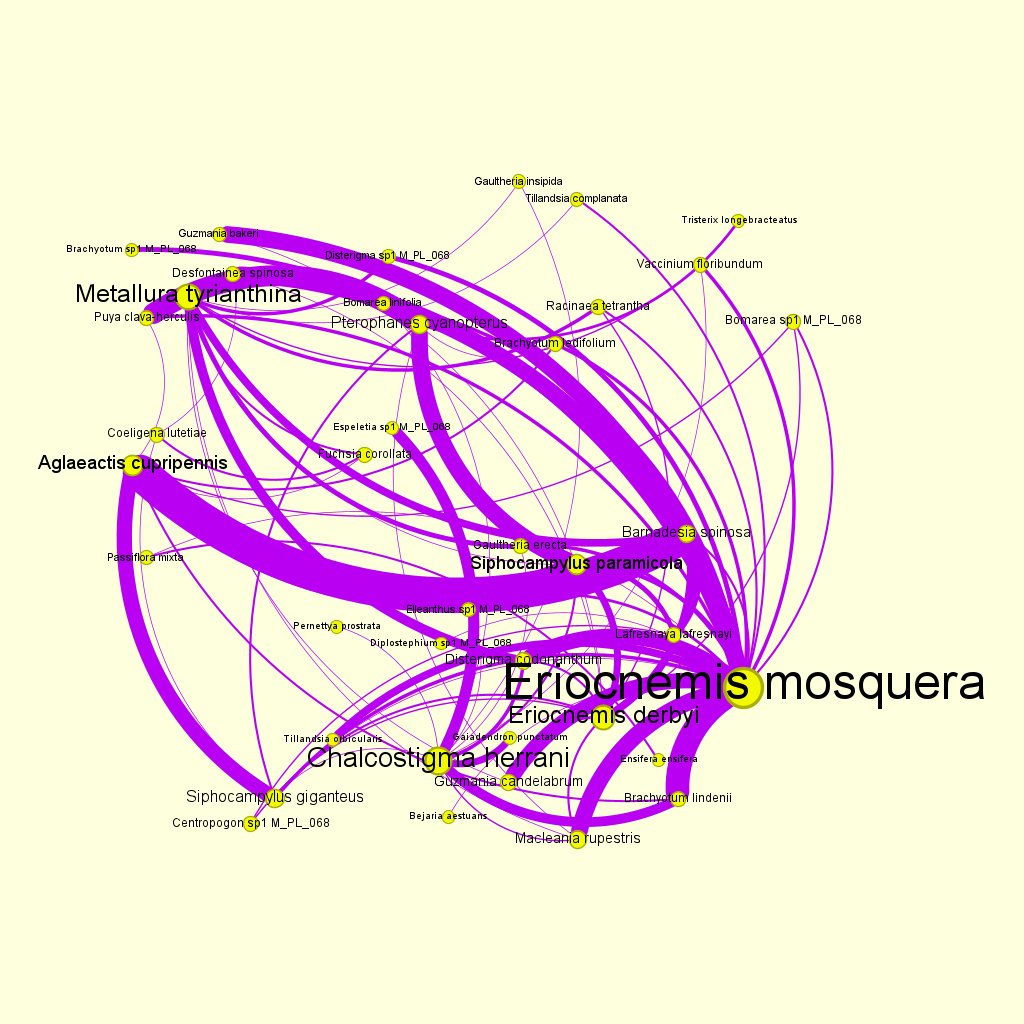 Gaultheria insipida
Tillandsia complanata
Tristerix longebracteatus
Guzmania bakeri
Brachyotum sp1 M_PL_068
Disterigma sp1 M_PL_068
Vaccinium floribundum
Desfontainea spinosa
Metallura tyrianthina
Bomarea linifolia
Racinaea tetrantha
Puya clava-herculis
Pterophanes cyanopterus
Bomarea sp1 M_PL_068
Brachyotum ledifolium
Espeletia sp1 M_PL_068
Coeligena lutetiae
Fuchsia corollata
Aglaeactis cupripennis
Barnadesia spinosa
Gaultheria erecta
Passiflora mixta
Siphocampylus paramicola
Elleanthus sp1 M_PL_068
Pernettya prostrata
Lafresnaya lafresnayi
Diplostephium sp1 M_PL_068
Disterigma codonanthum
Eriocnemis mosquera
Eriocnemis derbyi
Tillandsia orbicularis
Gaiadendron punctatum
Chalcostigma herrani
Ensifera ensifera
Guzmania candelabrum
Siphocampylus giganteus
Brachyotum lindenii
Bejaria aestuans
Centropogon sp1 M_PL_068
Macleania rupestris